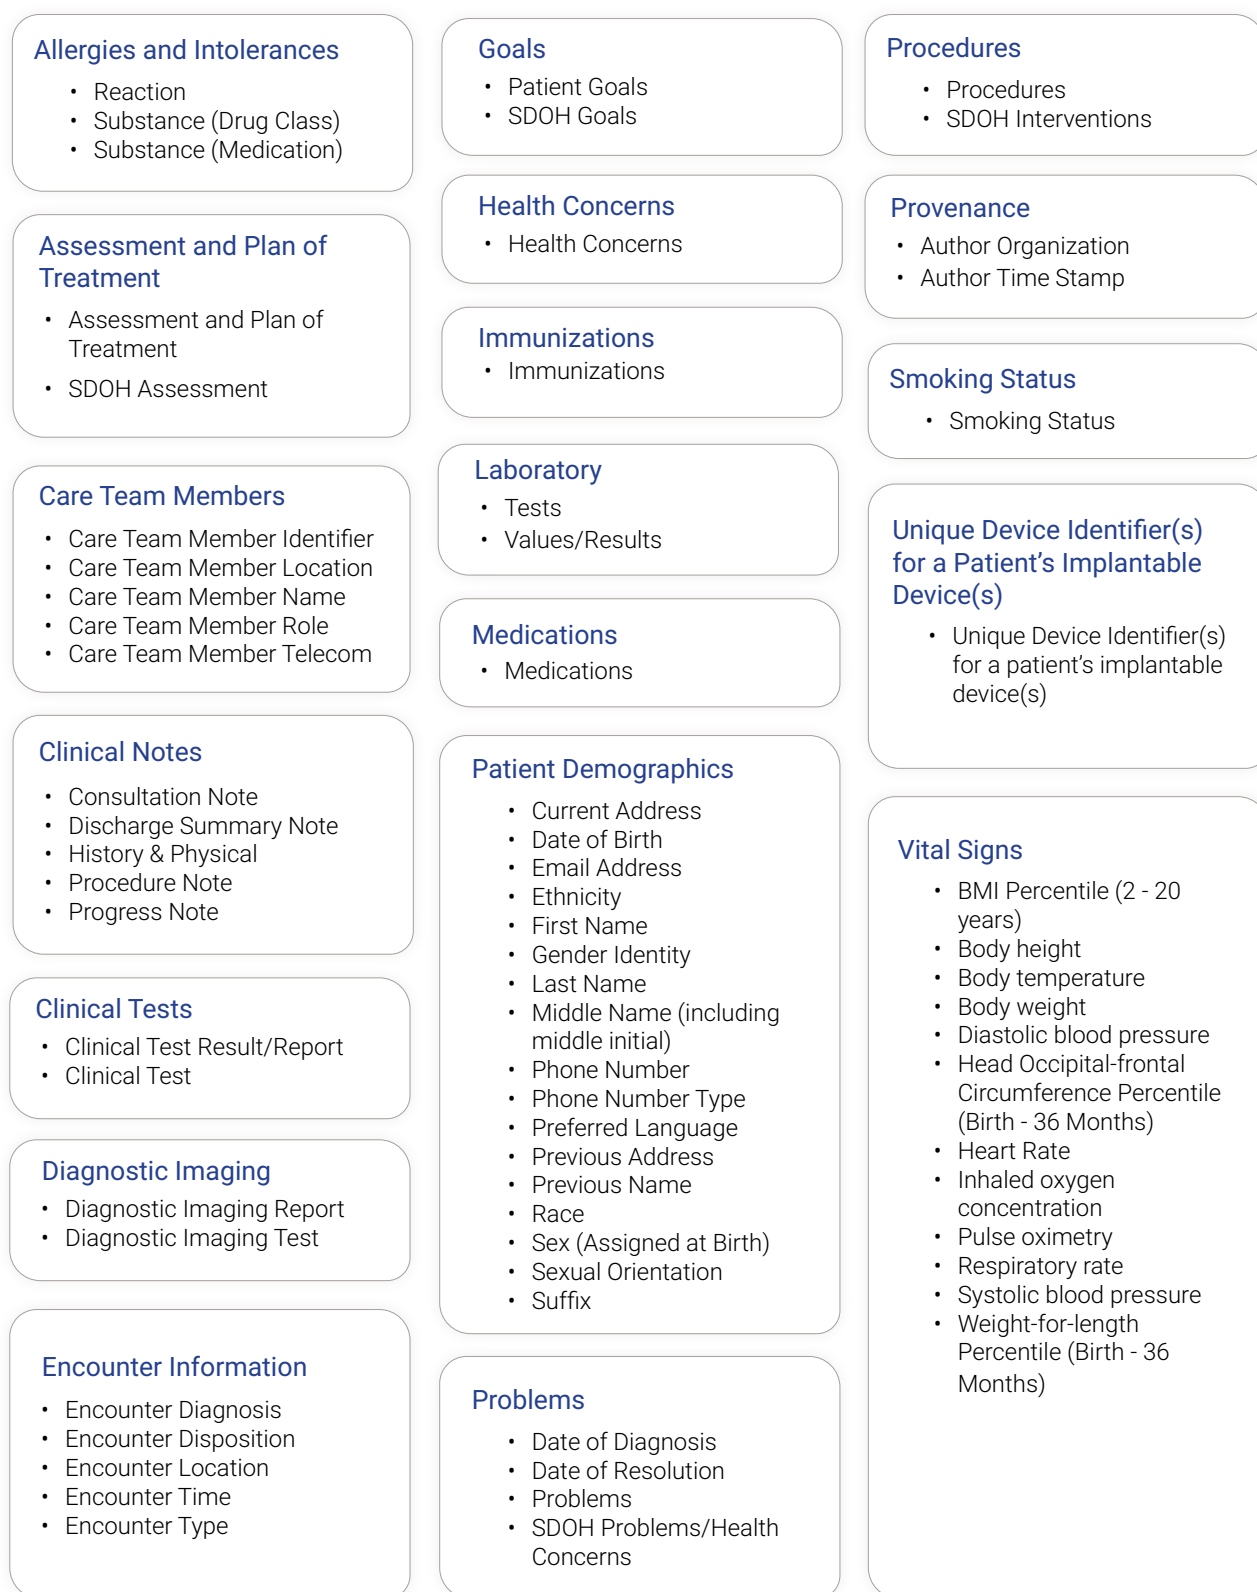 Allergies and Intolerances
• Reaction
• Substance (Drug Class)
• Substance (Medication)
Assessment and Plan of
Treatment
• Assessment and Plan of
Treatment
• SDOH Assessment
Care Team Members
• Care Team Member Identifier
• Care Team Member Location
• Care Team Member Name
• Care Team Member Role
• Care Team Member Telecom
Clinical Notes
• Consultation Note
• Discharge Summary Note
• History & Physical
• Procedure Note
• Progress Note
Clinical Tests
• Clinical Test Result/Report
• Clinical Test
Diagnostic Imaging
• Diagnostic Imaging Report
• Diagnostic Imaging Test
Encounter Information
• Encounter Diagnosis
• Encounter Disposition
• Encounter Location
• Encounter Time
• Encounter Type
Goals
• Patient Goals
• SDOH Goals
Health Concerns
• Health Concerns
Immunizations
• Immunizations
Laboratory
• Tests
• Values/Results
Medications
• Medications
Patient Demographics
• Current Address
• Date of Birth
• Email Address
• Ethnicity
• First Name
• Gender Identity
• Last Name
• Middle Name (including
middle initial)
• Phone Number
• Phone Number Type
• Preferred Language
• Previous Address
• Previous Name
• Race
• Sex (Assigned at Birth)
• Sexual Orientation
• Suffix
Problems
• Date of Diagnosis
• Date of Resolution
• Problems
• SDOH Problems/Health
Concerns
Procedures
• Procedures
• SDOH Interventions
Provenance
• Author Organization
• Author Time Stamp
Smoking Status
• Smoking Status
Unique Device Identifier(s)
for a Patient's Implantable
Device(s)
• Unique Device Identifier(s)
for a patient's implantable
device(s)
Vital Signs
• BMI Percentile (2 - 20
years)
• Body height
• Body temperature
• Body weight
• Diastolic blood pressure
• Head Occipital-frontal
Circumference Percentile
(Birth - 36 Months)
• Heart Rate
• Inhaled oxygen
concentration
• Pulse oximetry
• Respiratory rate
• Systolic blood pressure
• Weight-for-length
Percentile (Birth - 36
Months)